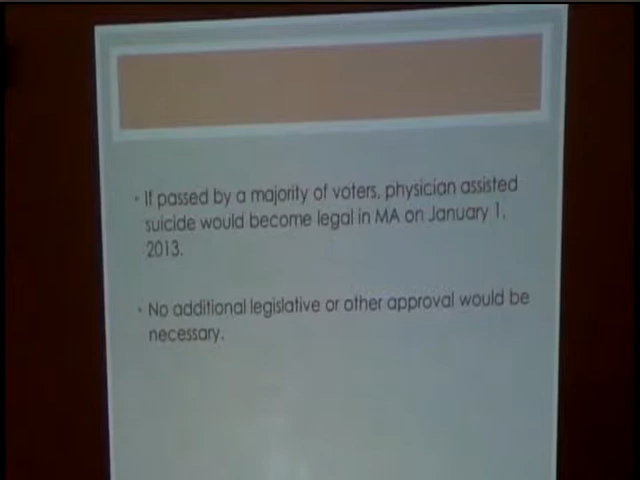 • If passed by a majority of voters, physician assisted
suicide would become legal in MA on January 1,
2013.
• No additional legislative or other approval would be
necessary.